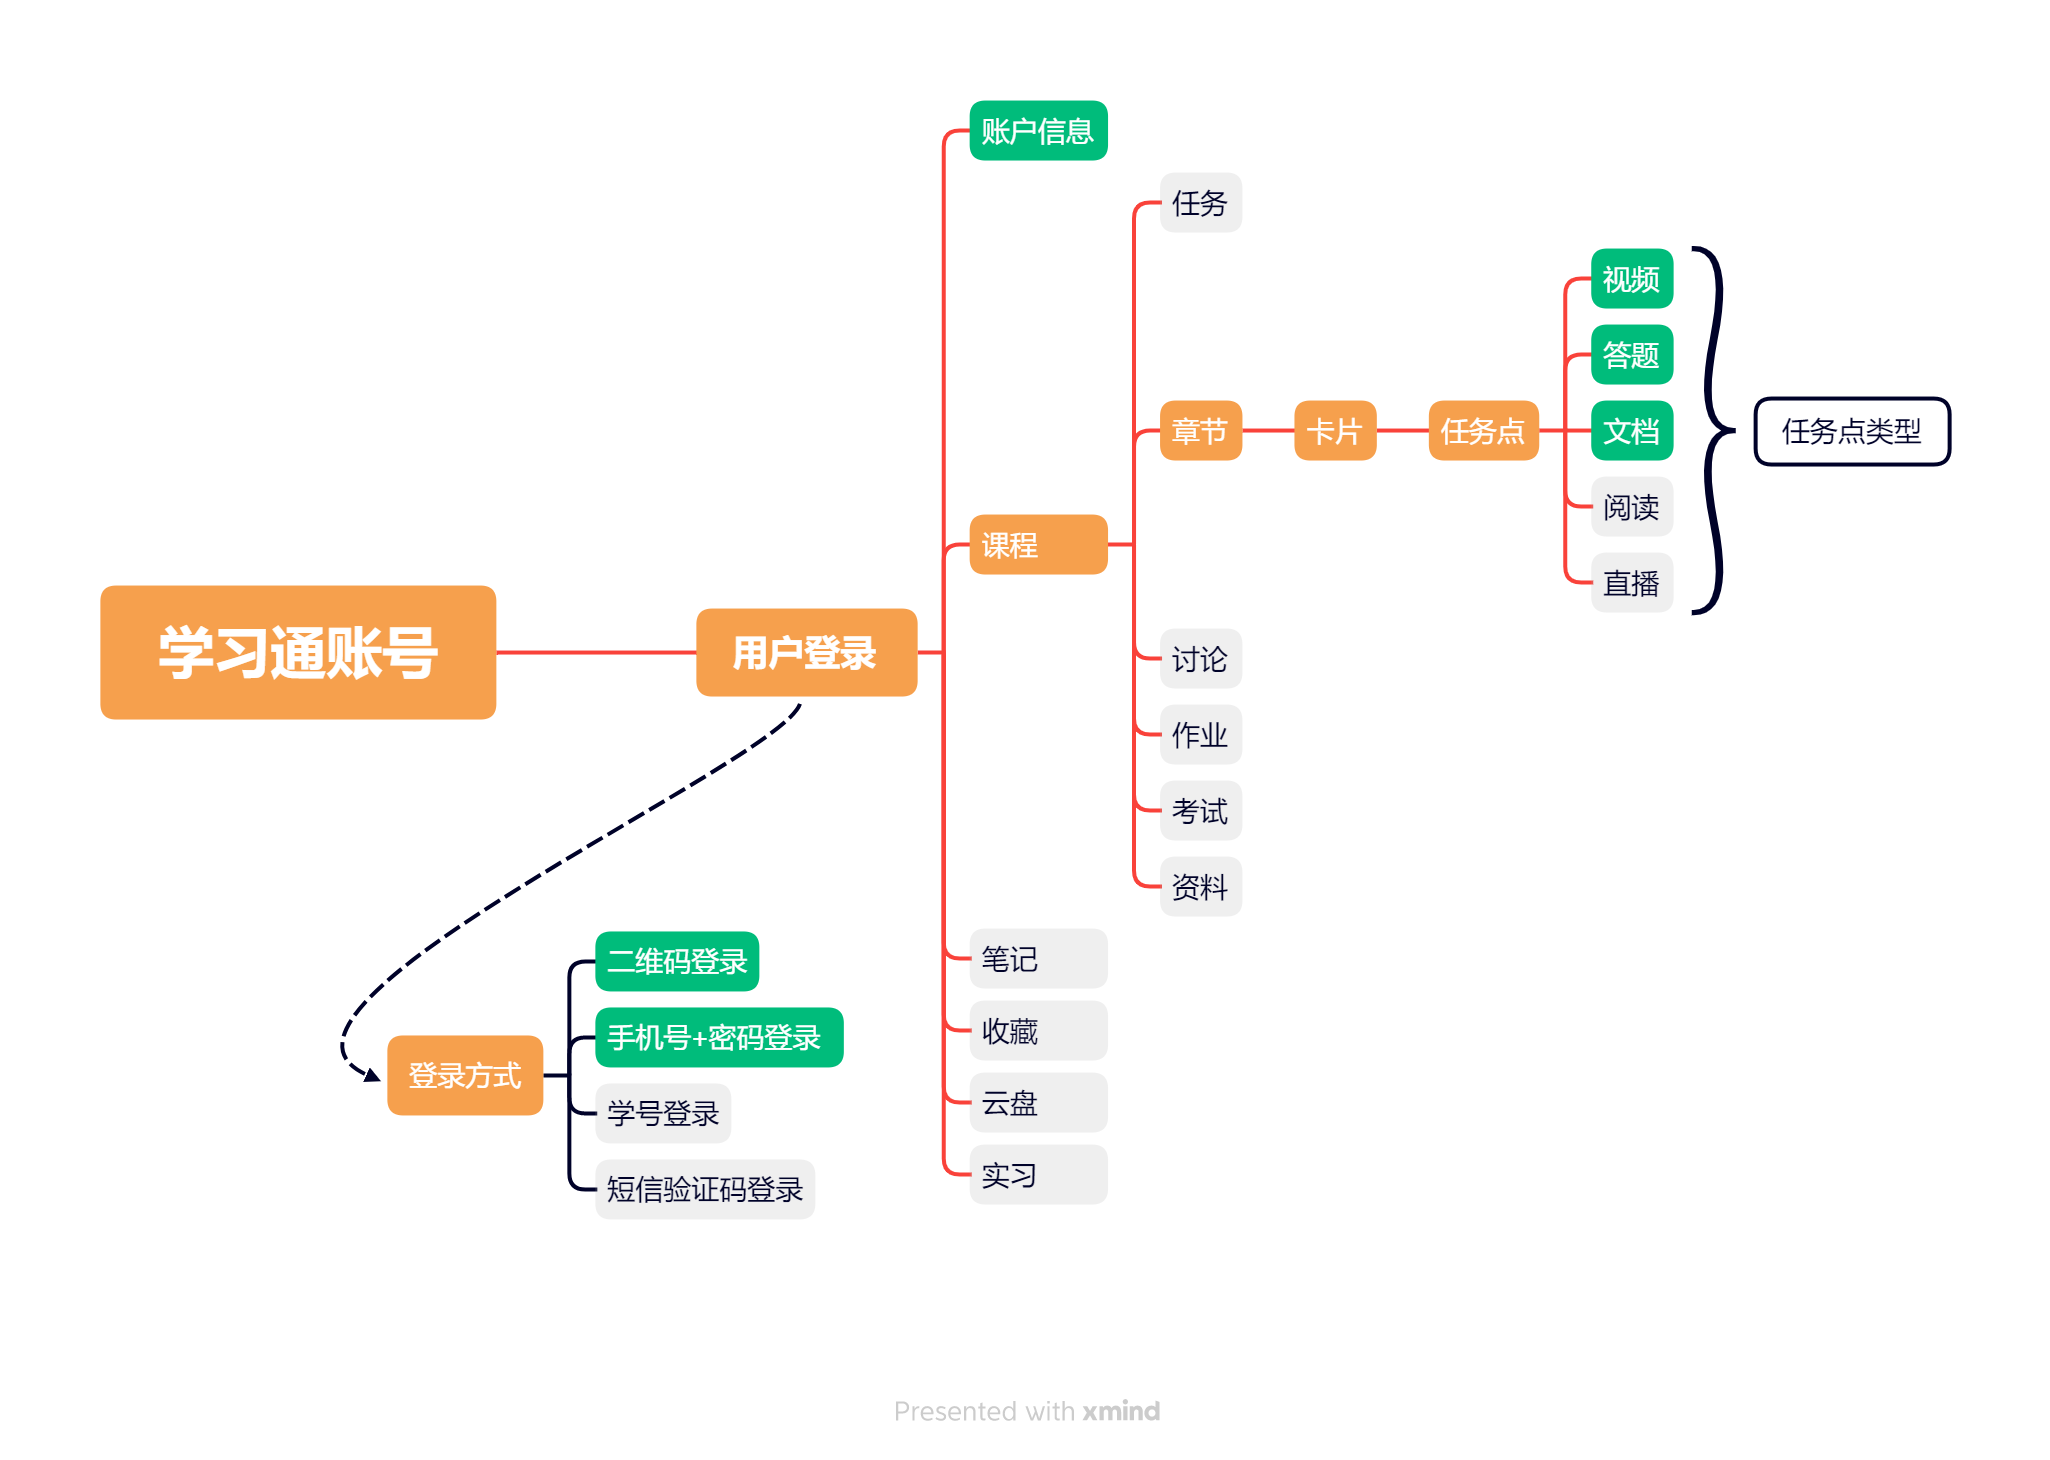 账户信息
任务
视频
答题
章节
卡片
任务点
文档
任务点类型
阅读
课程
直播
学习通账号
用户登录
讨论
作业
考试
资料
二维码登录
笔记
手机号+密码登录
收藏
登录方式
学号登录
云盘
短信验证码登录
实习
Presented with xmind